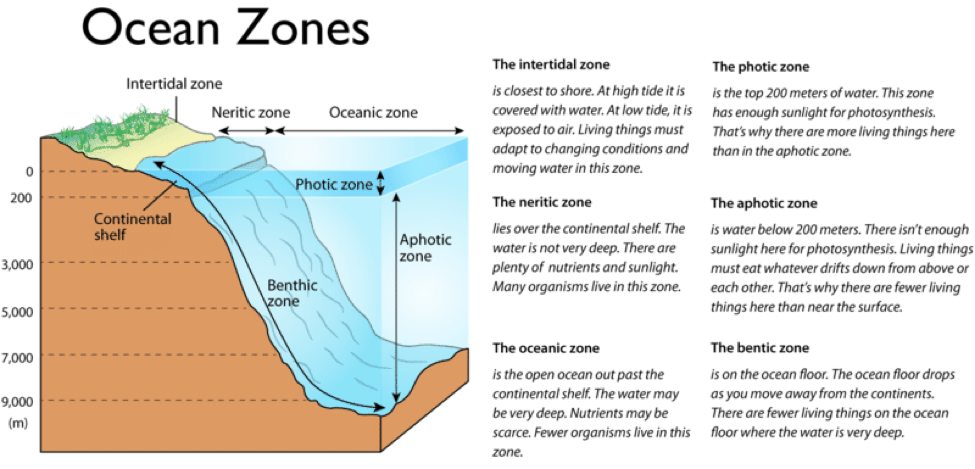 Ocean Zones
Intertidal zone
Neritic zone
Oceanic zone
0
Photic zone
200
Continental
shelf
Aphotic
zone
3,000
Benthic
zone
5,000
7,000
9,000
(m)
The intertidal zone
is closest to shore. At high tide it is
covered with water. At low tide, it is
exposed to air. Living things must
adapt to changing conditions and
moving water in this zone.
The photic zone
is the top 200 meters of water. This zone
has enough sunlight for photosynthesis.
That's why there are more living things here
than in the aphotic zone.
The neritic zone
lies over the continental shelf. The
water is not very deep. There are
plenty of nutrients and sunlight.
Many organisms live in this zone.
The aphotic zone
is water below 200 meters. There isn't enough
sunlight here for photosynthesis. Living things
must eat whatever drifts down from above or
each other. That's why there are fewer living
things here than near the surface.
The oceanic zone
is the open ocean out past the
continental shelf. The water may
be very deep. Nutrients may be
scarce. Fewer organisms live in this
zone.
The bentic zone
is on the ocean floor. The ocean floor drops
as you move away from the continents.
There are fewer living things on the ocean
floor where the water is very deep.